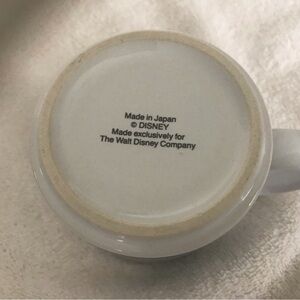 Made in Japan
© DISNEY
Made exclusively for
The Walt Disney Company